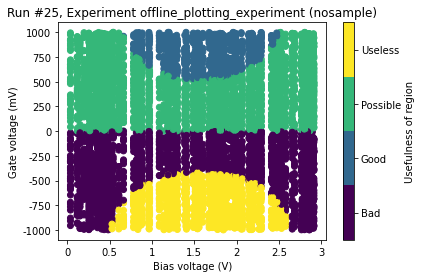 Run #25, Experiment offline_plotting_experiment (nosample)
1000
750
500
250
0
-250
-500
-750
-1000
Gate voltage (mV)
0
0.5
1
1.5
2
2.5
3
Bias voltage (V)
Useless
Possible
Good
Bad
Usefulness of region